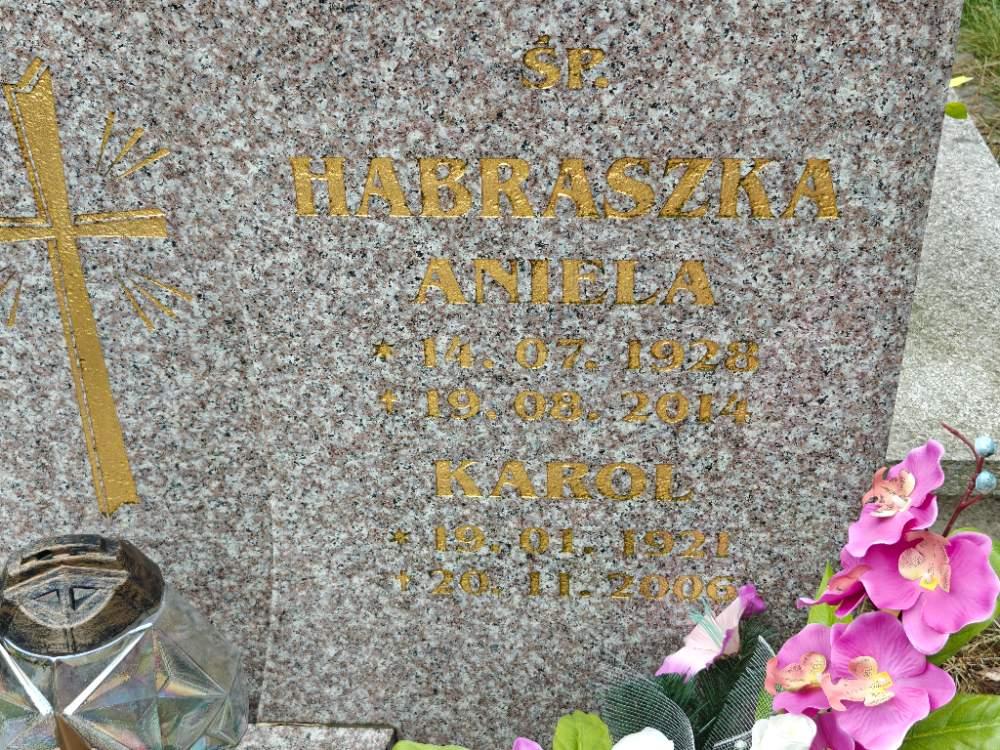 ŚP.
HABRASZKA
ANIELA
* 14. 07. 1928
† 19. 08. 2014
KAROL
* 19. 01. 1921
† 20. 11. 2006